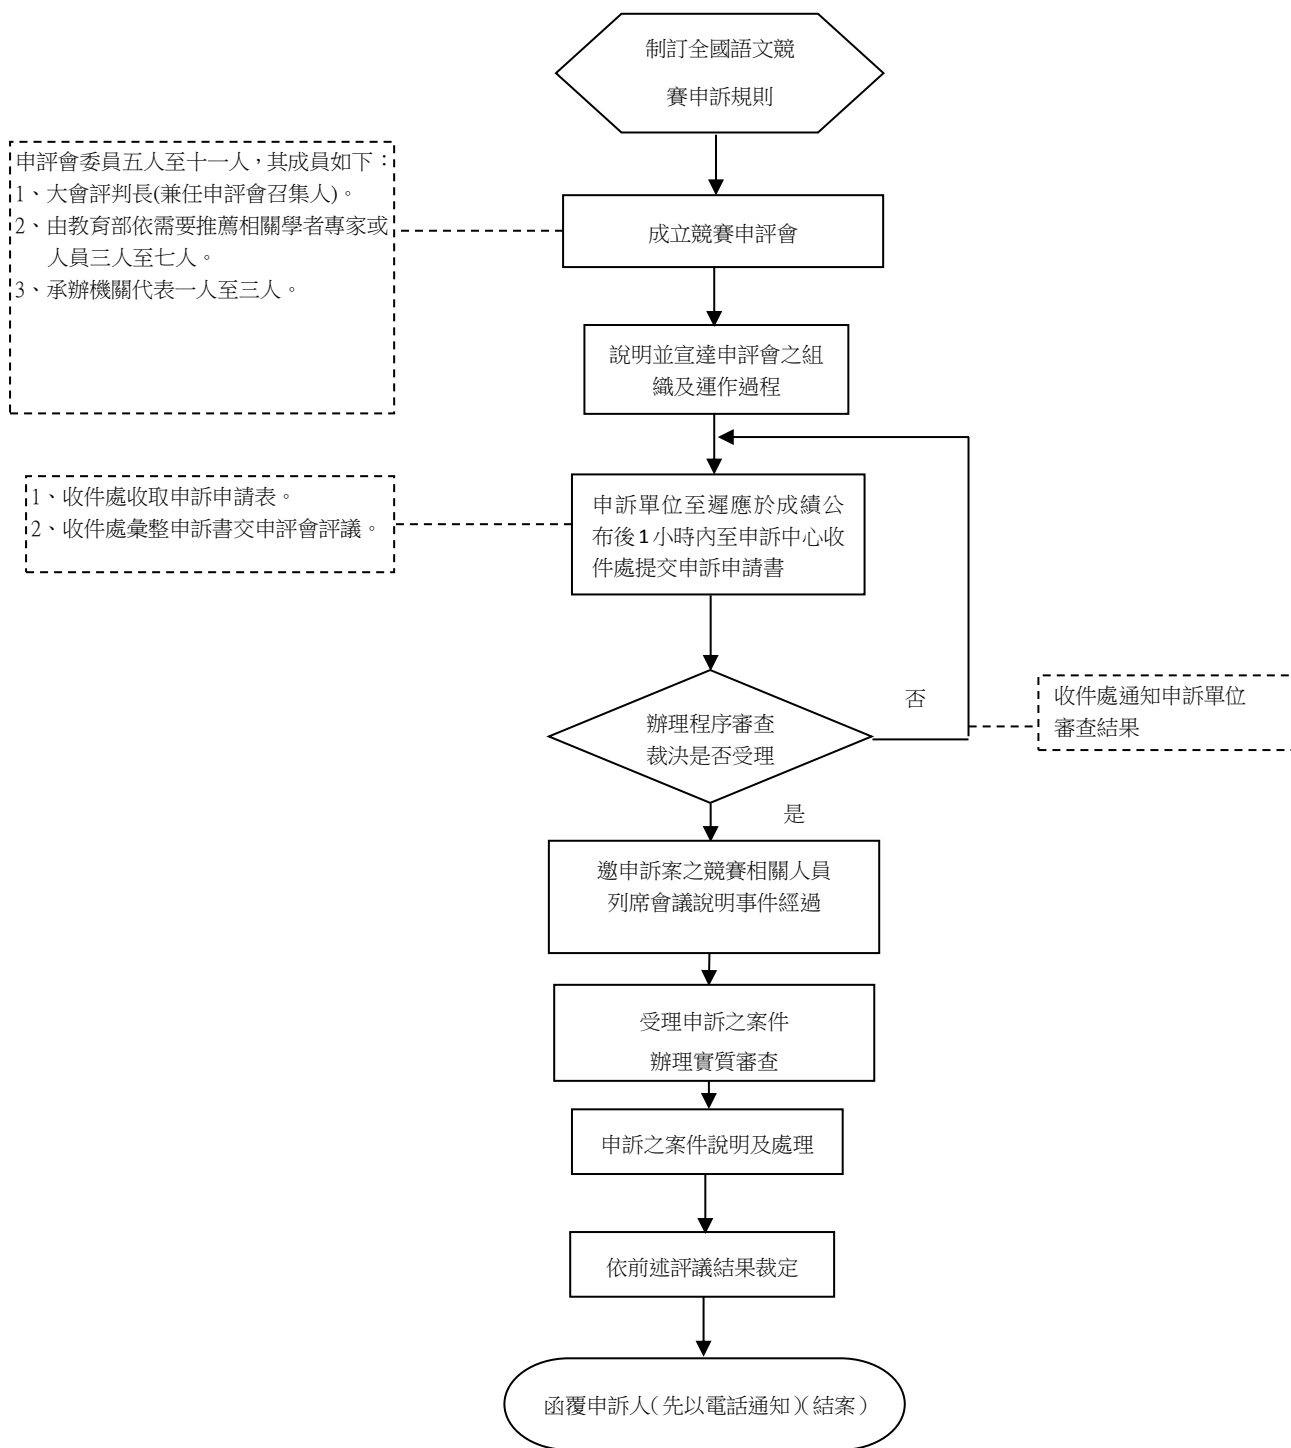 制訂全國語文競
賽申訴規則
申評會委員五人至十一人，其成員如下：
1、大會評判長(兼任申評會召集人)。
2、由教育部依需要推薦相關學者專家或
人員三人至七人。
3、承辦機關代表一人至三人。
成立競賽申評會
說明並宣達申評會之組
織及運作過程
1、收件處收取申訴申請表。
2、收件處彙整申訴書交申評會評議。
申訴單位至遲應於成績公
布後1小時內至申訴中心收
件處提交申訴申請書
辦理程序審查
裁決是否受理
否
收件處通知申訴單位
審查結果
是
邀申訴案之競賽相關人員
列席會議說明事件經過
受理申訴之案件
辦理實質審查
申訴之案件說明及處理
依前述評議結果裁定
函覆申訴人（先以電話通知）（結案）